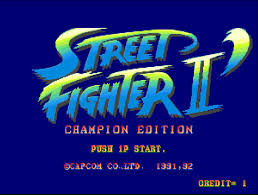 STREET
FIGHTER II'
CHAMPION EDITION
PUSH 1P START.
©CAPCOM CO.,LTD. 1991,92
CREDIT= 1